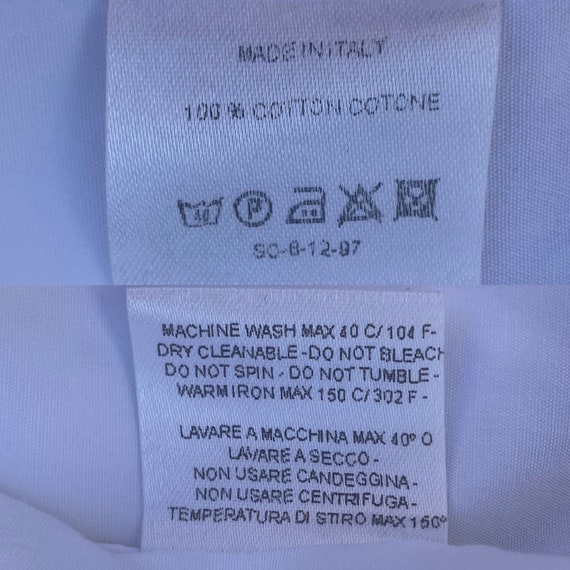 MADE IN ITALY
100 % COTTON COTONE
40 P
SC-8-12-97
MACHINE WASH MAX 40 C/104 F-
DRY CLEANABLE-DO NOT BLEACH
DO NOT SPIN - DO NOT TUMBLE-
WARM IRON MAX 150 C/302 F-
LAVARE A MACCHINA MAX 40° O
LAVARE A SECCO-
NON USARE CANDEGGINA-
NON USARE CENTRIFUGA-
TEMPERATURA DI STIRO MAX 150°